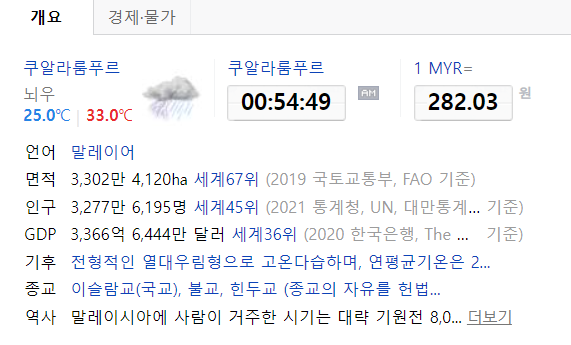 개요 경제·물가
쿠알라룸푸르 쿠알라룸푸르 1 MYR=
뇌우 00:54:49 AM 282.03 원
25.0℃ | 33.0℃
언어 말레이어
면적 3,302만 4,120ha 세계67위 (2019 국토교통부, FAO 기준)
인구 3,277만 6,195명 세계45위 (2021 통계청, UN, 대만통계... 기준)
GDP 3,366억 6,444만 달러 세계36위 (2020 한국은행, The ... 기준)
기후 전형적인 열대우림형으로 고온다습하며, 연평균기온은 2...
종교 이슬람교(국교), 불교, 힌두교 (종교의 자유를 헌법...
역사 말레이시아에 사람이 거주한 시기는 대략 기원전 8,0... 더보기